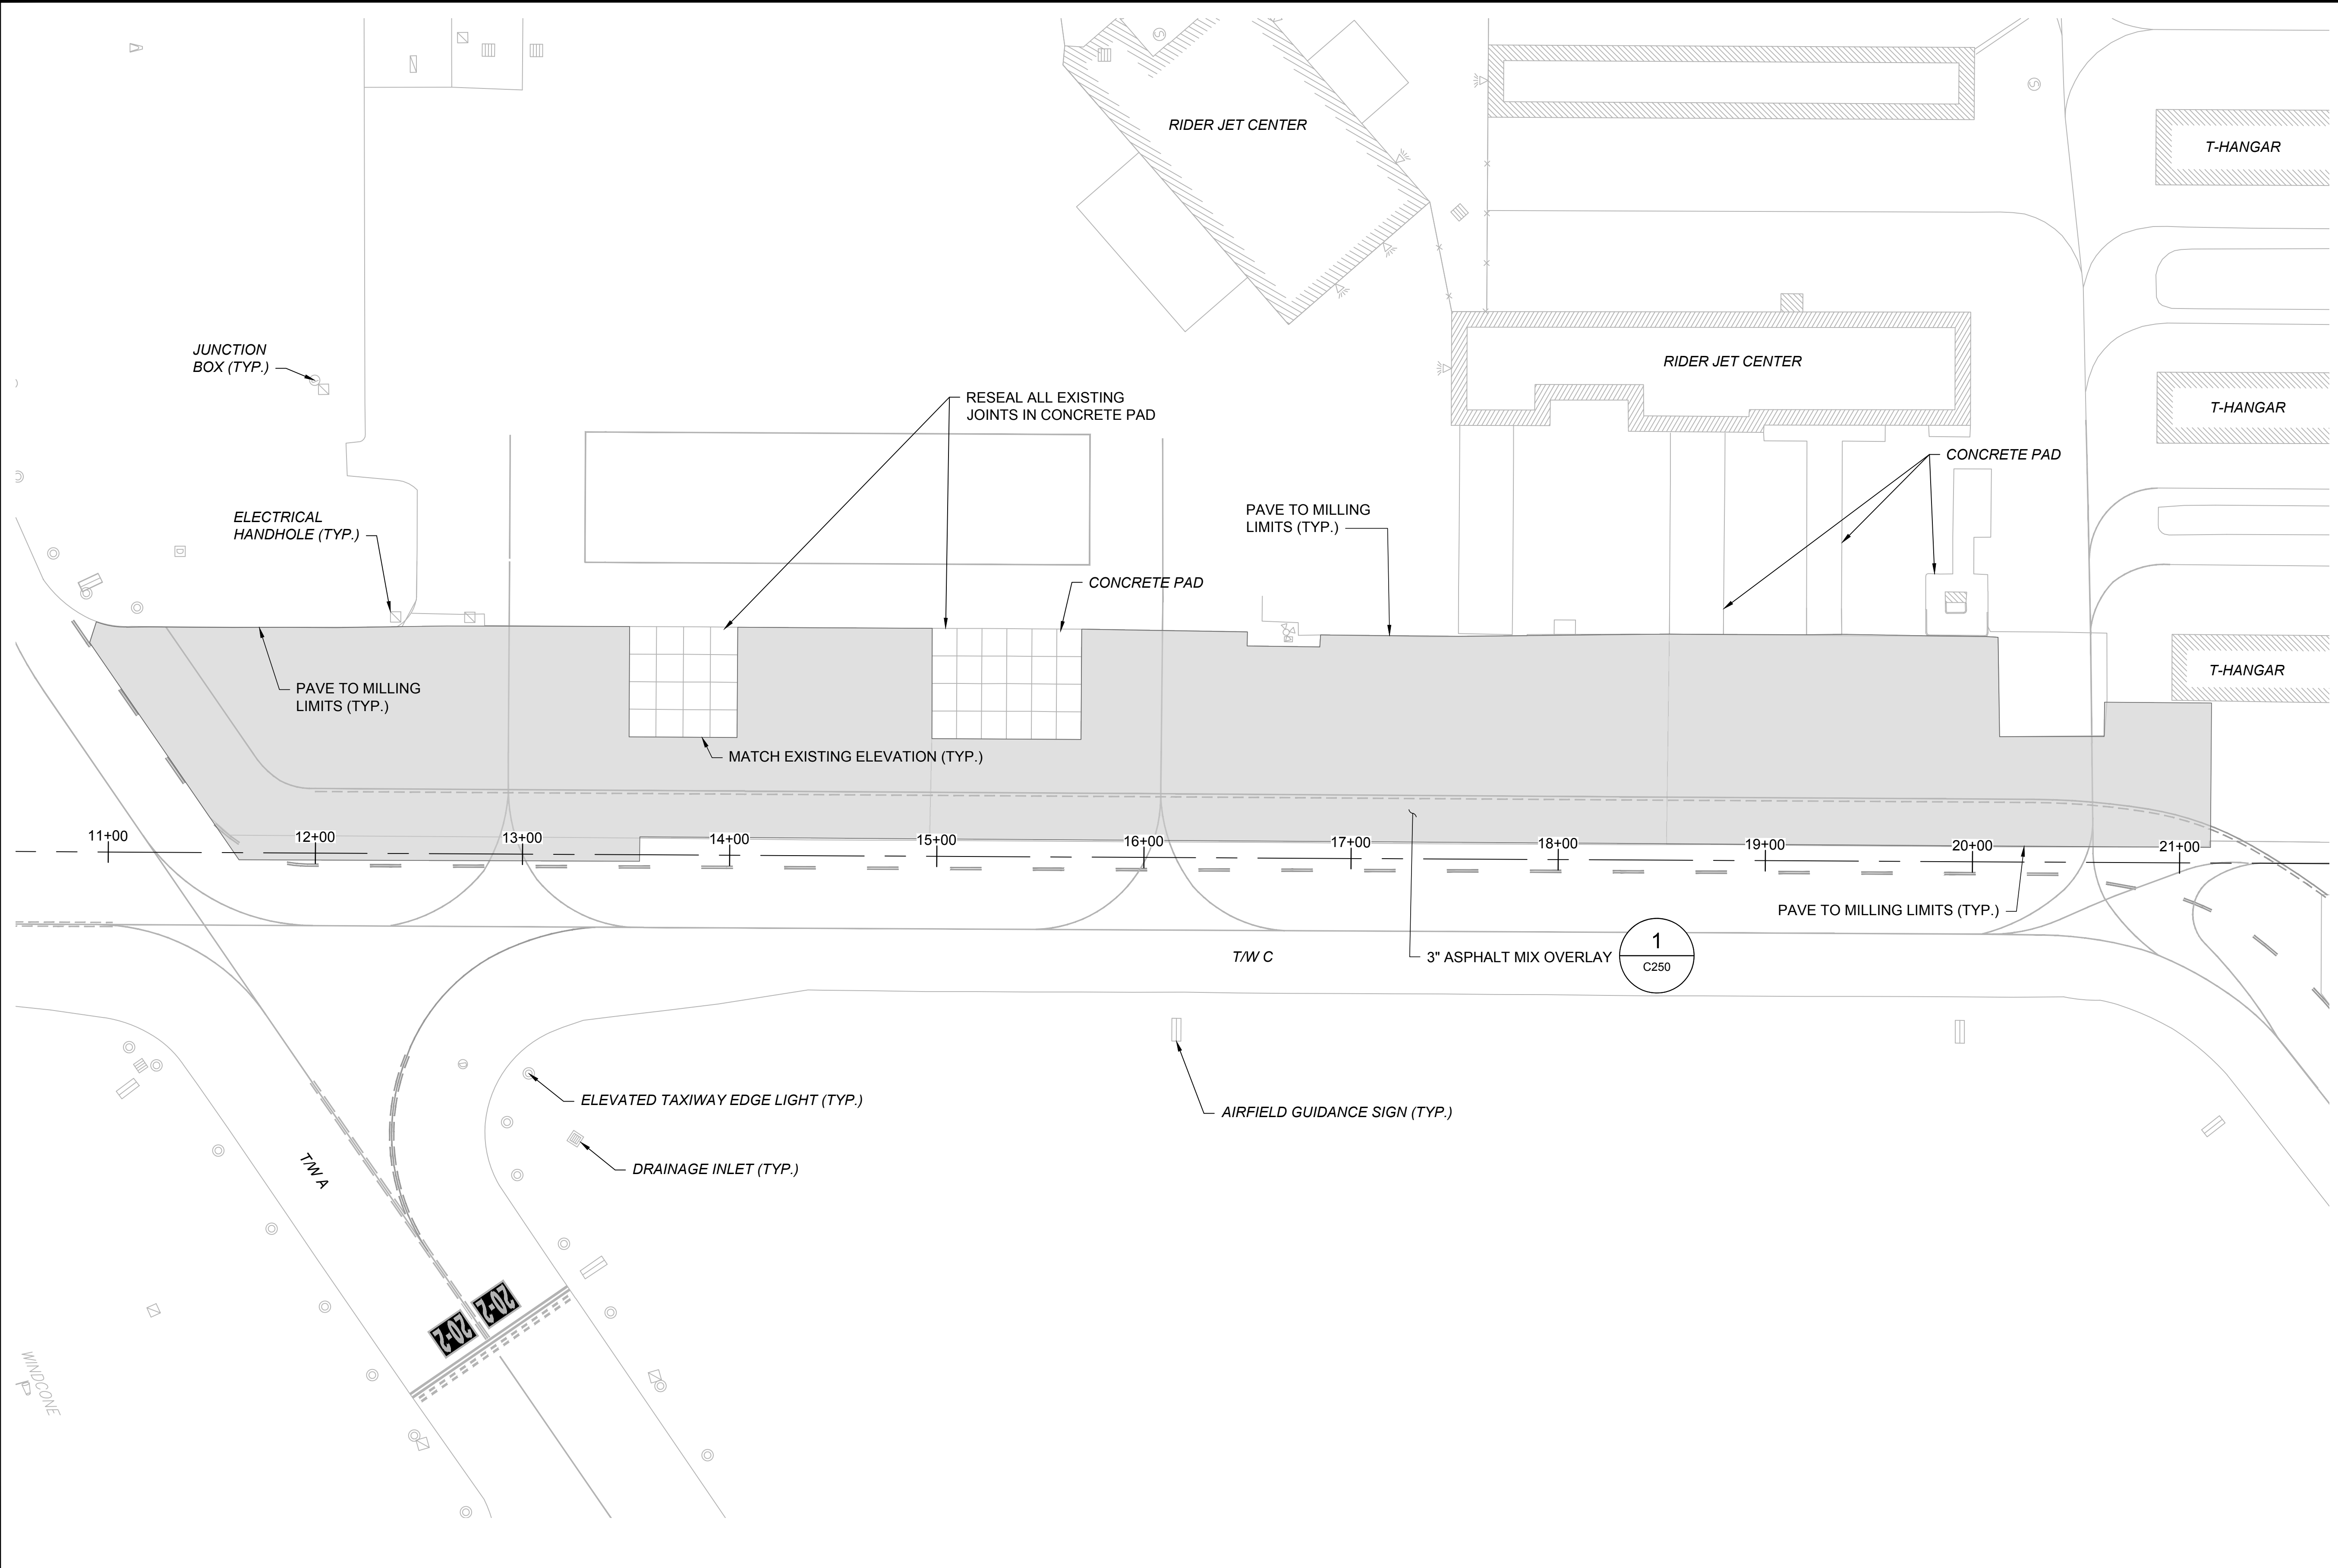 RIDER JET CENTER
T-HANGAR
JUNCTION
BOX (TYP.)
RIDER JET CENTER
RESEAL ALL EXISTING
JOINTS IN CONCRETE PAD
T-HANGAR
CONCRETE PAD
ELECTRICAL
HANDHOLE (TYP.)
PAVE TO MILLING
LIMITS (TYP.)
CONCRETE PAD
T-HANGAR
PAVE TO MILLING
LIMITS (TYP.)
MATCH EXISTING ELEVATION (TYP.)
11+00
12+00
13+00
14+00
15+00
16+00
17+00
18+00
19+00
20+00
21+00
PAVE TO MILLING LIMITS (TYP.)
T/W C
3" ASPHALT MIX OVERLAY
1
C250
ELEVATED TAXIWAY EDGE LIGHT (TYP.)
AIRFIELD GUIDANCE SIGN (TYP.)
DRAINAGE INLET (TYP.)
T/W A
20-2
20-2
WINDCONE